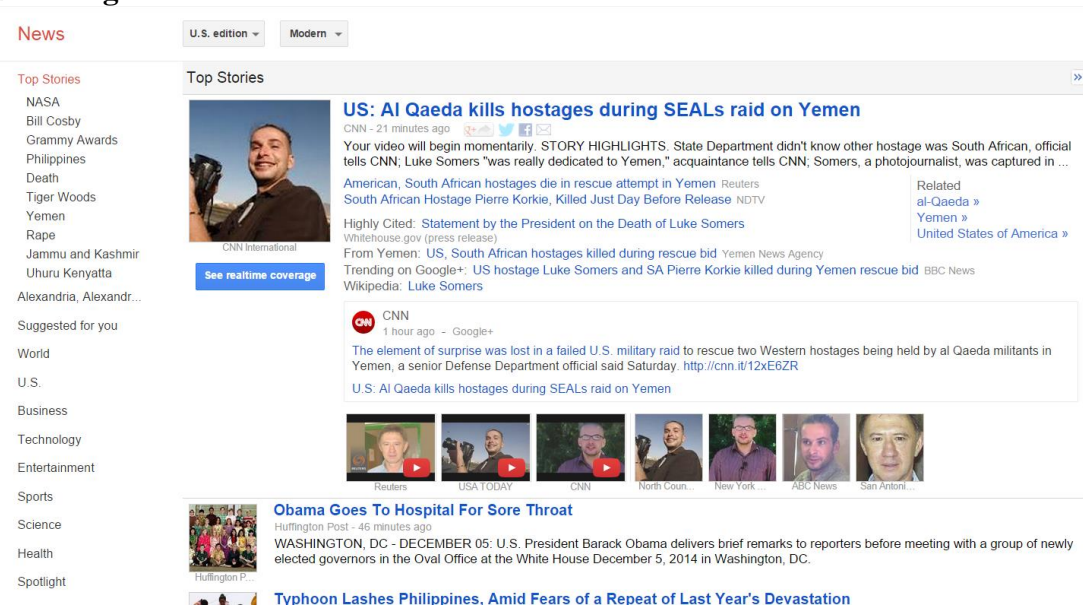 News
U.S. edition
Modern
Top Stories
NASA
Bill Cosby
Grammy Awards
Philippines
Death
Tiger Woods
Yemen
Rape
Jammu and Kashmir
Uhuru Kenyatta
Alexandria, Alexandr...
Suggested for you
World
U.S.
Business
Technology
Entertainment
Sports
Science
Health
Spotlight
Top Stories
»
CNN International
See realtime coverage
US: Al Qaeda kills hostages during SEALs raid on Yemen
CNN - 21 minutes ago
Your video will begin momentarily. STORY HIGHLIGHTS. State Department didn't know other hostage was South African, official
tells CNN; Luke Somers "was really dedicated to Yemen," acquaintance tells CNN; Somers, a photojournalist, was captured in ...
American, South African hostages die in rescue attempt in Yemen Reuters
South African Hostage Pierre Korkie, Killed Just Day Before Release NDTV
Highly Cited: Statement by the President on the Death of Luke Somers
Whitehouse.gov (press release)
From Yemen: US, South African hostages killed during rescue bid Yemen News Agency
Trending on Google+: US hostage Luke Somers and SA Pierre Korkie killed during Yemen rescue bid BBC News
Wikipedia: Luke Somers
Related
al-Qaeda »
Yemen »
United States of America »
CNN
CNN
1 hour ago - Google+
The element of surprise was lost in a failed U.S. military raid to rescue two Western hostages being held by al Qaeda militants in
Yemen, a senior Defense Department official said Saturday. http://cnn.it/12xE6ZR
U.S: Al Qaeda kills hostages during SEALs raid on Yemen
Reuters
USA TODAY
CNN
North Coun...
New York ...
ABC News
San Antoni...
Huffington P...
Obama Goes To Hospital For Sore Throat
Huffington Post - 46 minutes ago
WASHINGTON, DC - DECEMBER 05: U.S. President Barack Obama delivers brief remarks to reporters before meeting with a group of newly
elected governors in the Oval Office at the White House December 5, 2014 in Washington, DC.
Typhoon Lashes Philippines, Amid Fears of a Repeat of Last Year's Devastation